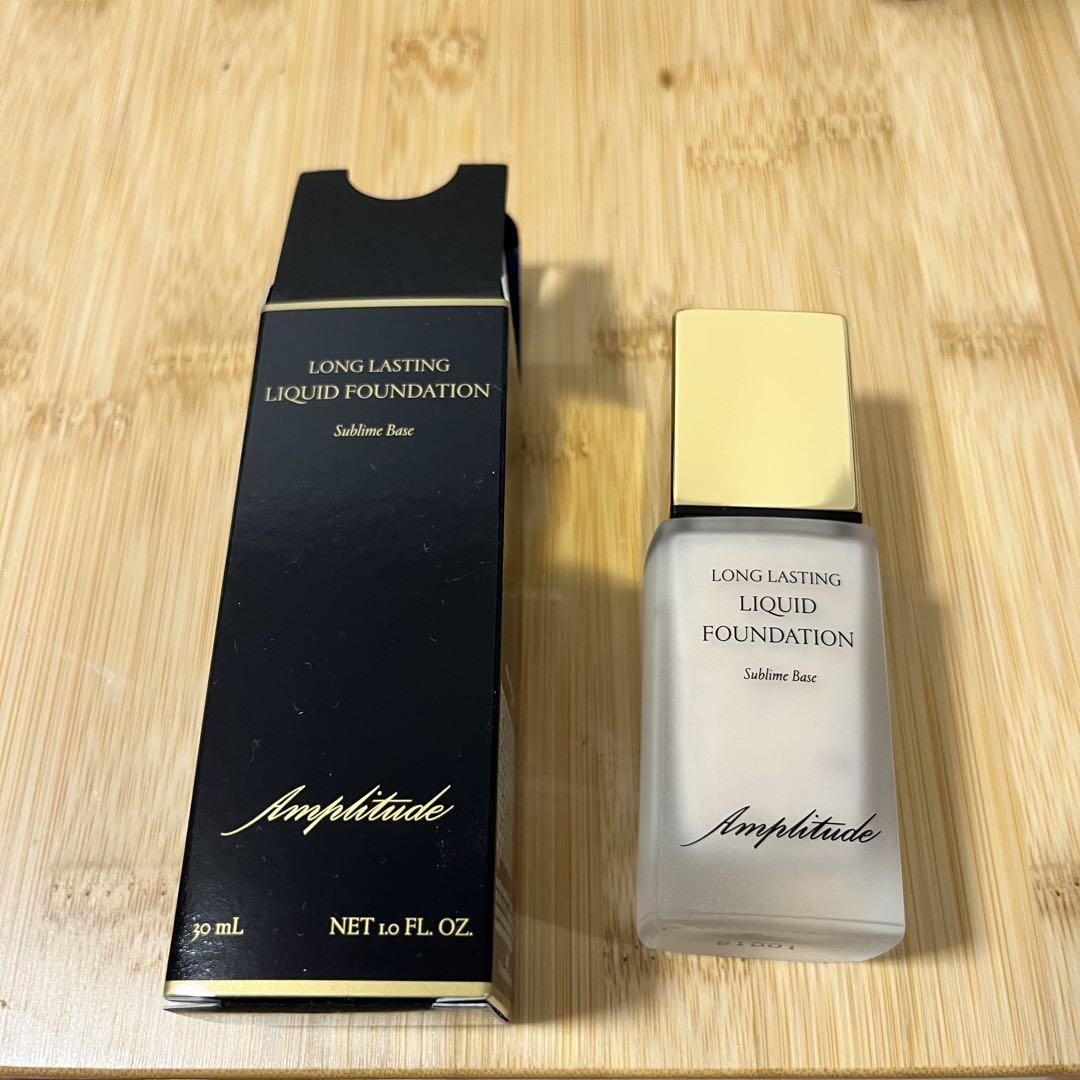 LONG LASTING
LIQUID FOUNDATION
Sublime Base
Amplitude
30 mL NET 1.0 FL. OZ.
LONG LASTING
LIQUID
FOUNDATION
Sublime Base
Amplitude